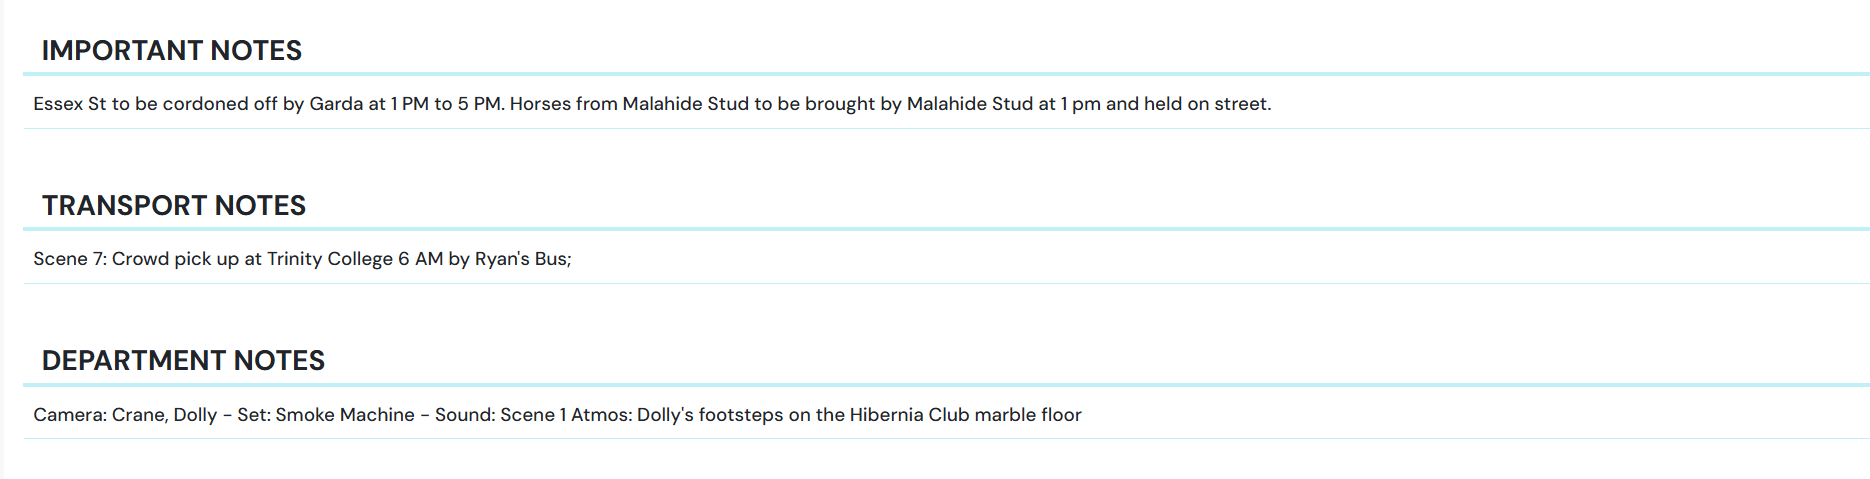 IMPORTANT NOTES
Essex St to be cordoned off by Garda at 1 PM to 5 PM. Horses from Malahide Stud to be brought by Malahide Stud at 1 pm and held on street.
TRANSPORT NOTES
Scene 7: Crowd pick up at Trinity College 6 AM by Ryan's Bus;
DEPARTMENT NOTES
Camera: Crane, Dolly - Set: Smoke Machine - Sound: Scene 1 Atmos: Dolly's footsteps on the Hibernia Club marble floor